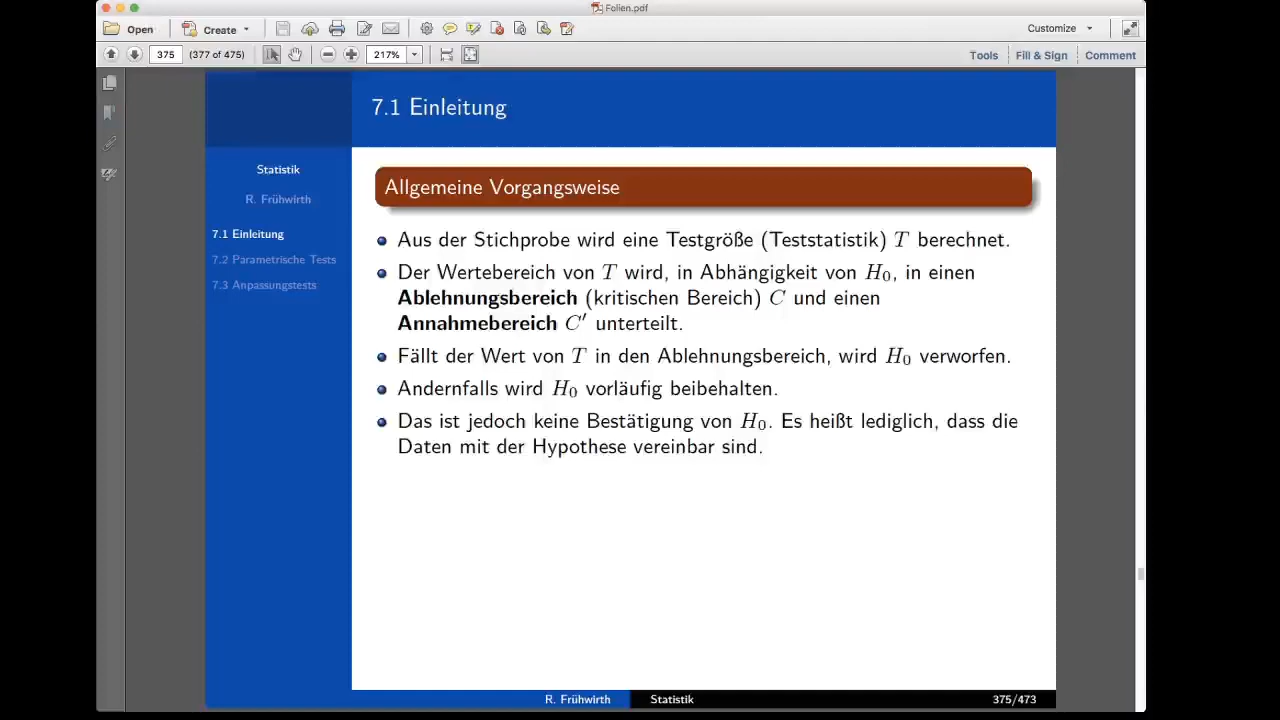 Folien.pdf
Open
Create
Customize
375
(377 of 475)
217%
Tools
Fill & Sign
Comment
7.1 Einleitung
Statistik
R. Frühwirth
7.1 Einleitung
7.2 Parametrische Tests
7.3 Anpassungstests
Allgemeine Vorgangsweise
Aus der Stichprobe wird eine Testgröße (Teststatistik) T berechnet.
Der Wertebereich von T wird, in Abhängigkeit von H₀, in einen
Ablehnungsbereich (kritischen Bereich) C und einen
Annahmebereich C′ unterteilt.
Fällt der Wert von T in den Ablehnungsbereich, wird H₀ verworfen.
Andernfalls wird H₀ vorläufig beibehalten.
Das ist jedoch keine Bestätigung von H₀. Es heißt lediglich, dass die
Daten mit der Hypothese vereinbar sind.
R. Frühwirth
Statistik
375/473